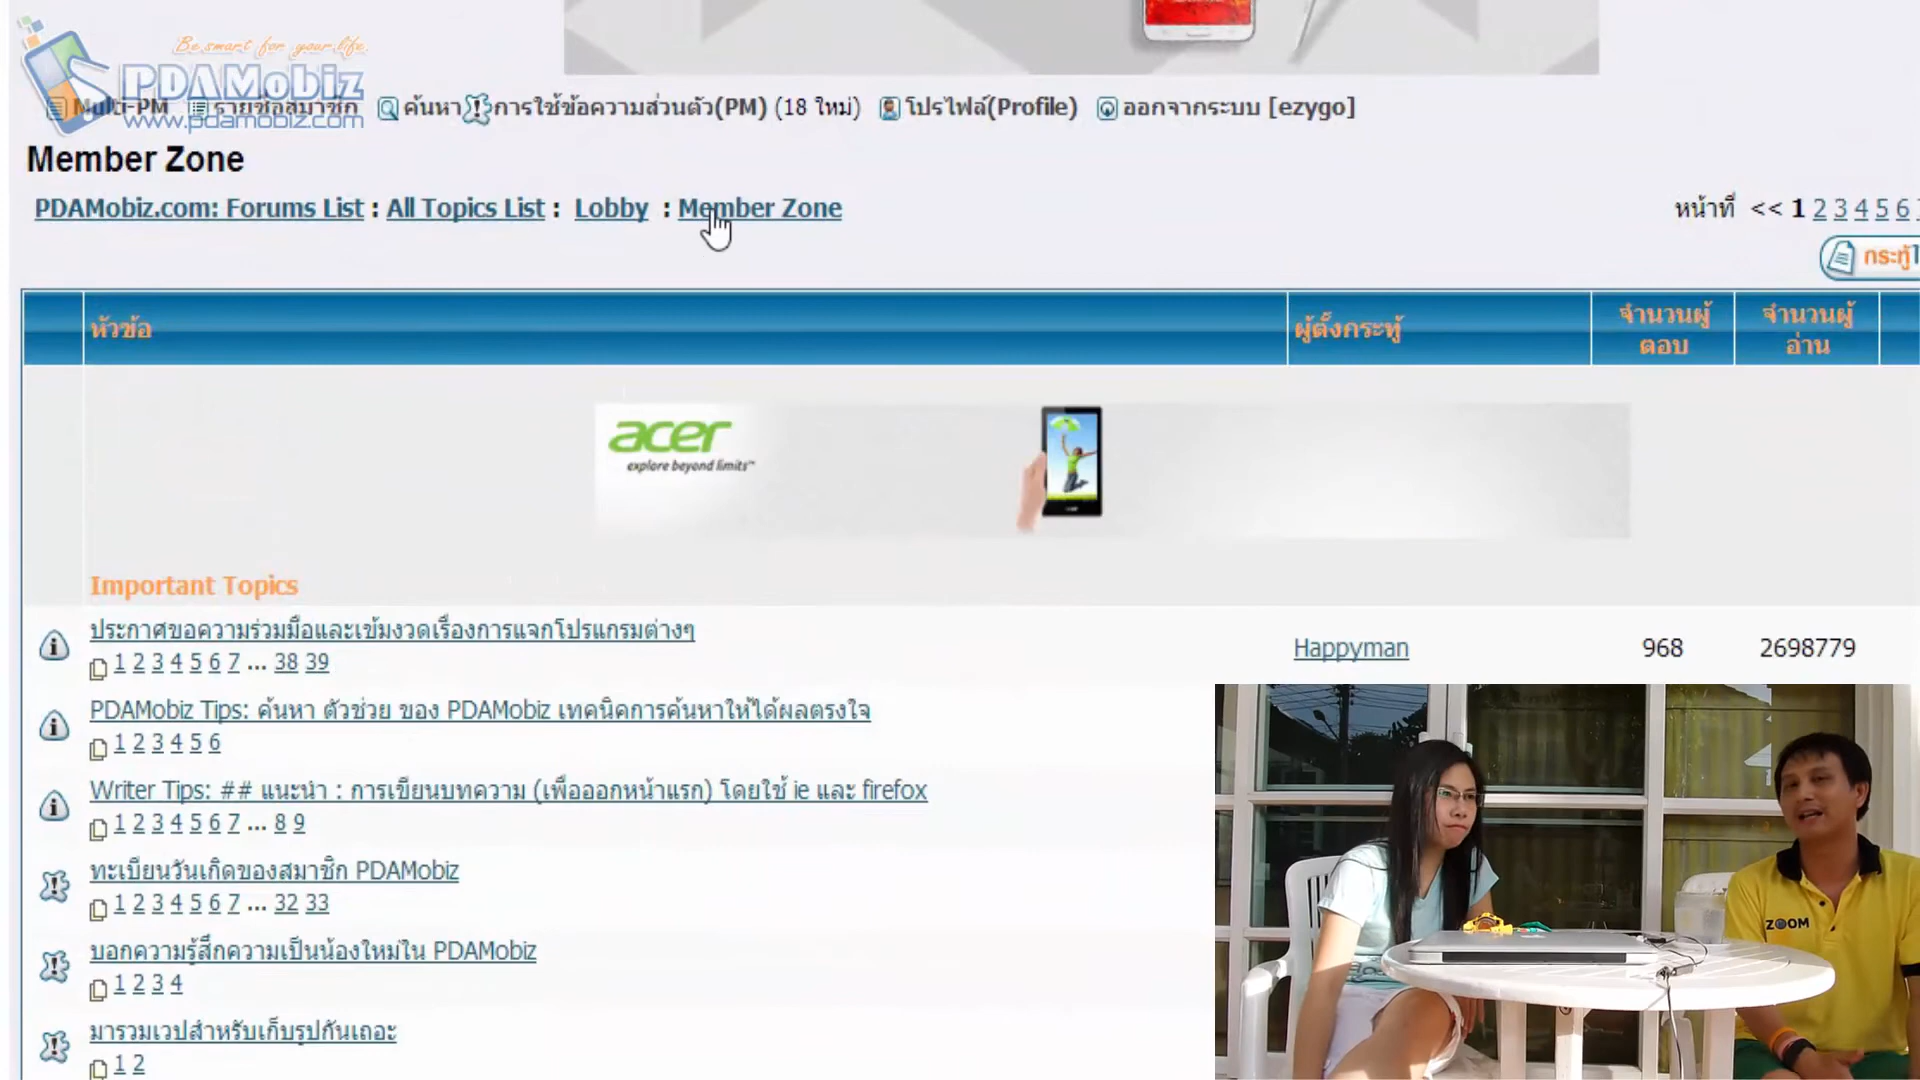 Be smart for your life
PDAMobiz
www.pdamobiz.com
Multi-PM รายชื่อสมาชิก ค้นหา การใช้ข้อความส่วนตัว(PM) (18 ใหม่) โปรไฟล์(Profile) ออกจากระบบ [ezygo]
Member Zone
PDAMobiz.com: Forums List : All Topics List : Lobby : Member Zone
หน้าที่ << 1 2 3 4 5 6
กระทู้
หัวข้อ ผู้ตั้งกระทู้ จำนวนผู้ตอบ จำนวนผู้อ่าน
acer
explore beyond limits™
Important Topics
ประกาศขอความร่วมมือและเข้มงวดเรื่องการแจกโปรแกรมต่างๆ
1 2 3 4 5 6 7 ... 38 39
Happyman 968 2698779
PDAMobiz Tips: ค้นหา ตัวช่วย ของ PDAMobiz เทคนิคการค้นหาให้ได้ผลตรงใจ
1 2 3 4 5 6
Writer Tips: ## แนะนำ : การเขียนบทความ (เพื่อออกหน้าแรก) โดยใช้ ie และ firefox
1 2 3 4 5 6 7 ... 8 9
ทะเบียนวันเกิดของสมาชิ้ก PDAMobiz
1 2 3 4 5 6 7 ... 32 33
บอกความรู้สึกความเป็นน้องใหม่ใน PDAMobiz
1 2 3 4
มารวมเวปสำหรับเก็บรูปกันเถอะ
1 2
ZOOM